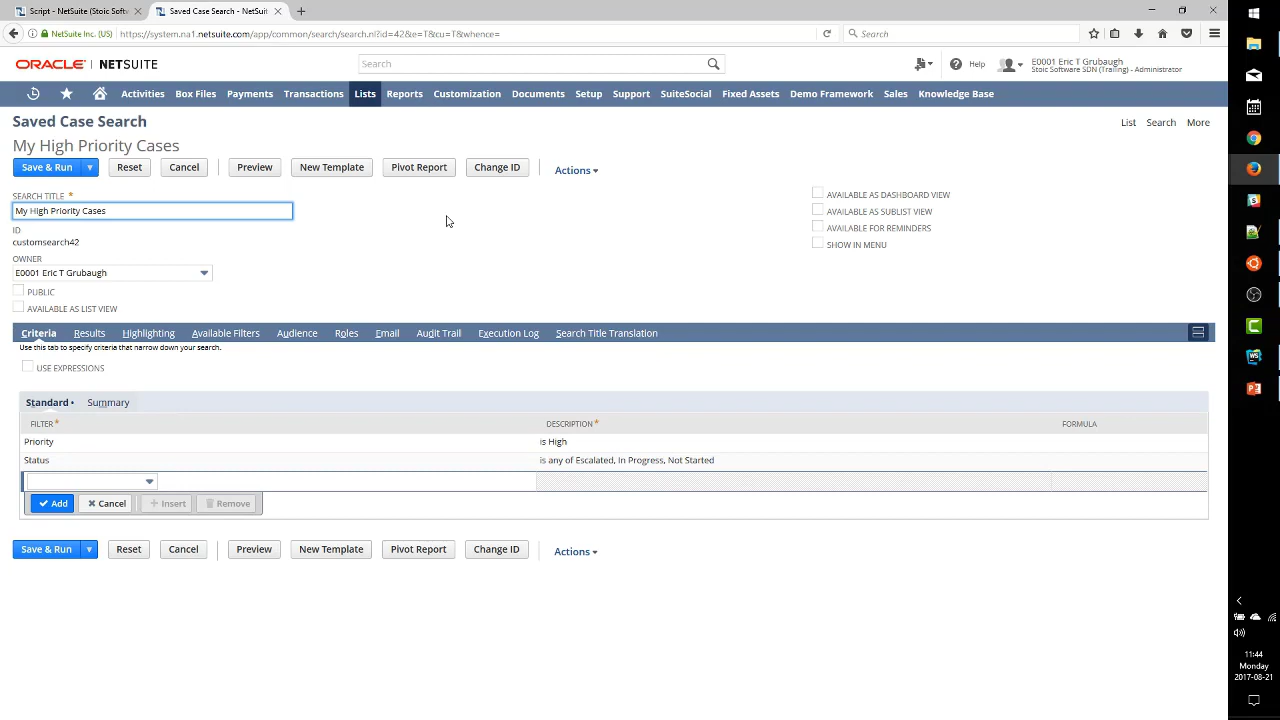 Script - NetSuite (Stoic Softw
Saved Case Search - NetSuit
NetSuite Inc. (US)
https://system.na1.netsuite.com/app/common/search/search.nl?id=42&e=T&cu=T&whence=
Search
ORACLE NETSUITE
Search
Help
E0001 Eric T Grubaugh
Stoic Software SDN (Trailing) - Administrator
Activities Box Files Payments Transactions Lists Reports Customization Documents Setup Support SuiteSocial Fixed Assets Demo Framework Sales Knowledge Base
Saved Case Search
List Search More
My High Priority Cases
Save & Run Reset Cancel Preview New Template Pivot Report Change ID Actions
SEARCH TITLE *
My High Priority Cases
ID
customsearch42
OWNER
E0001 Eric T Grubaugh
PUBLIC
AVAILABLE AS LIST VIEW
AVAILABLE AS DASHBOARD VIEW
AVAILABLE AS SUBLIST VIEW
AVAILABLE FOR REMINDERS
SHOW IN MENU
Criteria Results Highlighting Available Filters Audience Roles Email Audit Trail Execution Log Search Title Translation
Use this tab to specify criteria that narrow down your search.
USE EXPRESSIONS
Standard • Summary
FILTER * DESCRIPTION * FORMULA
Priority is High
Status is any of Escalated, In Progress, Not Started
Add Cancel Insert Remove
Save & Run Reset Cancel Preview New Template Pivot Report Change ID Actions
11:44
Monday
2017-08-21